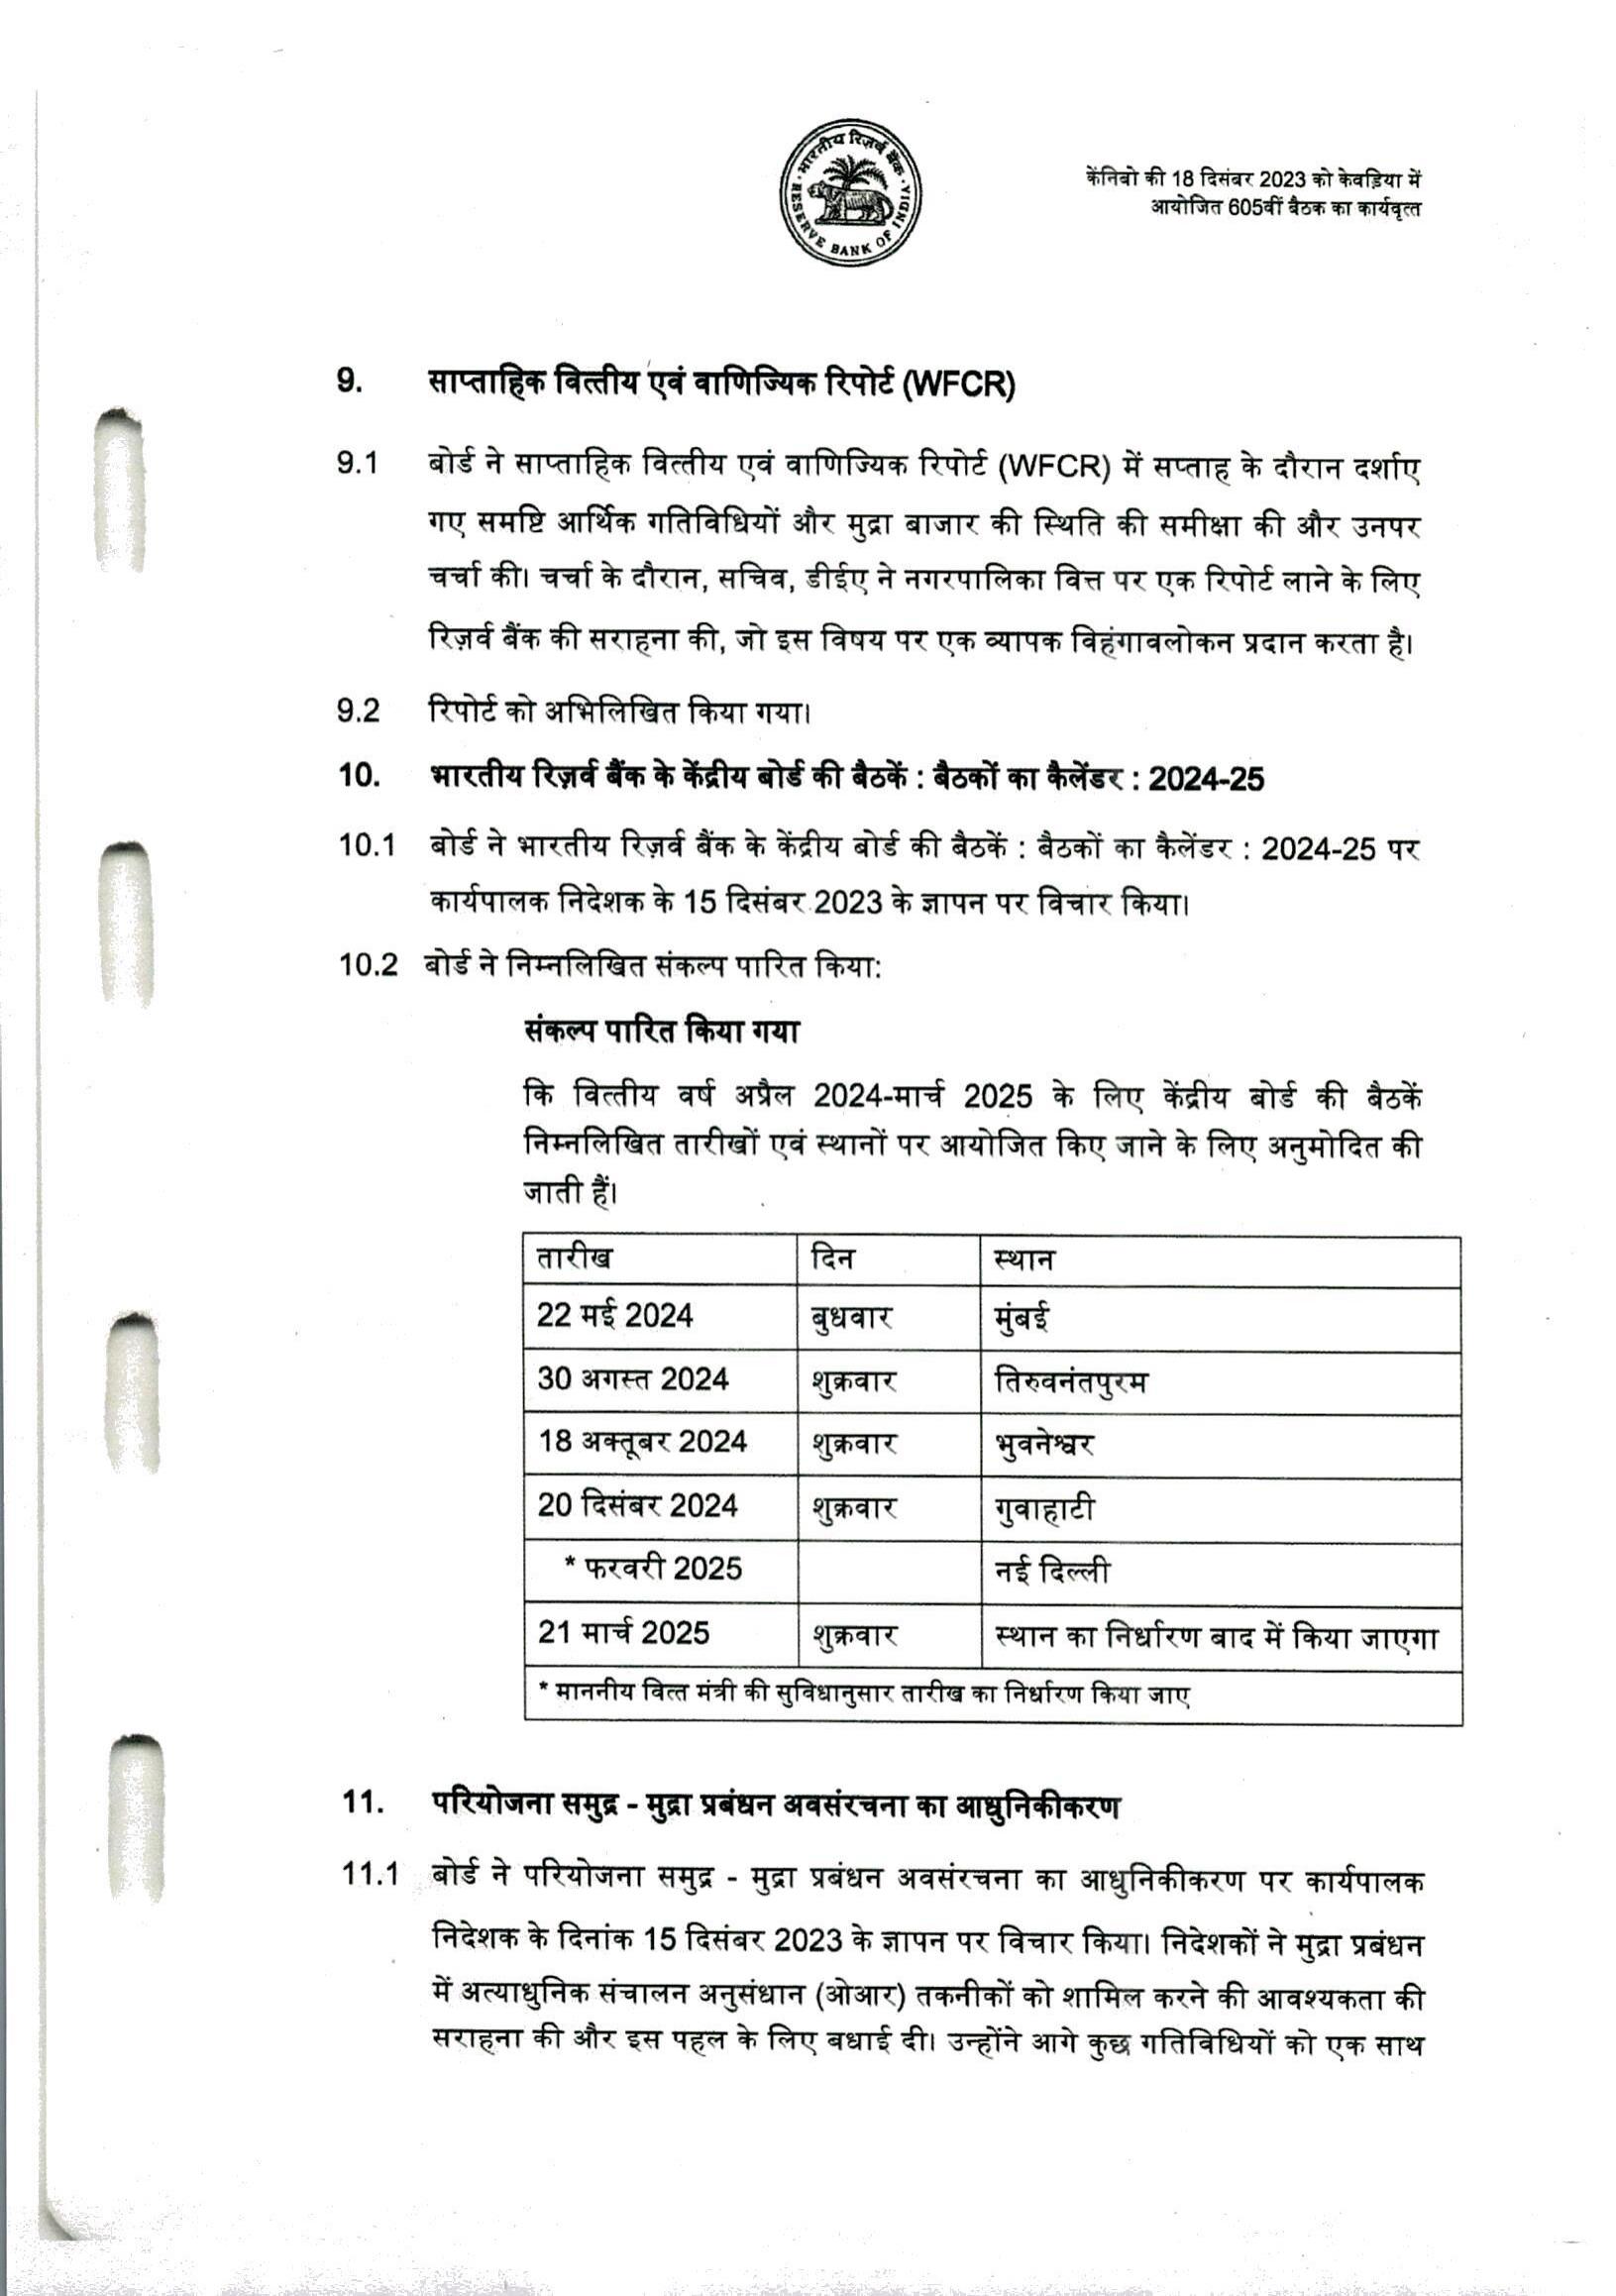 भारतीय रिज़र्व बैंक
RESERVE BANK OF INDIA
केंनिबो की 18 दिसंबर 2023 को केवड़िया में
आयोजित 605वीं बैठक का कार्यवृत्त
9. साप्ताहिक वित्तीय एवं वाणिज्यिक रिपोर्ट (WFCR)
9.1 बोर्ड ने साप्ताहिक वित्तीय एवं वाणिज्यिक रिपोर्ट (WFCR) में सप्ताह के दौरान दर्शाए
गए समष्टि आर्थिक गतिविधियों और मुद्रा बाजार की स्थिति की समीक्षा की और उनपर
चर्चा की। चर्चा के दौरान, सचिव, डीईए ने नगरपालिका वित्त पर एक रिपोर्ट लाने के लिए
रिज़र्व बैंक की सराहना की, जो इस विषय पर एक व्यापक विहंगावलोकन प्रदान करता है।
9.2 रिपोर्ट को अभिलिखित किया गया।
10. भारतीय रिज़र्व बैंक के केंद्रीय बोर्ड की बैठकें : बैठकों का कैलेंडर : 2024-25
10.1 बोर्ड ने भारतीय रिज़र्व बैंक के केंद्रीय बोर्ड की बैठकें : बैठकों का कैलेंडर : 2024-25 पर
कार्यपालक निदेशक के 15 दिसंबर 2023 के ज्ञापन पर विचार किया।
10.2 बोर्ड ने निम्नलिखित संकल्प पारित किया:
संकल्प पारित किया गया
कि वित्तीय वर्ष अप्रैल 2024-मार्च 2025 के लिए केंद्रीय बोर्ड की बैठकें
निम्नलिखित तारीखों एवं स्थानों पर आयोजित किए जाने के लिए अनुमोदित की
जाती हैं।
तारीख दिन स्थान
22 मई 2024 बुधवार मुंबई
30 अगस्त 2024 शुक्रवार तिरुवनंतपुरम
18 अक्तूबर 2024 शुक्रवार भुवनेश्वर
20 दिसंबर 2024 शुक्रवार गुवाहाटी
* फरवरी 2025 नई दिल्ली
21 मार्च 2025 शुक्रवार स्थान का निर्धारण बाद में किया जाएगा
* माननीय वित्त मंत्री की सुविधानुसार तारीख का निर्धारण किया जाए
11. परियोजना समुद्र - मुद्रा प्रबंधन अवसंरचना का आधुनिकीकरण
11.1 बोर्ड ने परियोजना समुद्र - मुद्रा प्रबंधन अवसंरचना का आधुनिकीकरण पर कार्यपालक
निदेशक के दिनांक 15 दिसंबर 2023 के ज्ञापन पर विचार किया। निदेशकों ने मुद्रा प्रबंधन
में अत्याधुनिक संचालन अनुसंधान (ओआर) तकनीकों को शामिल करने की आवश्यकता की
सराहना की और इस पहल के लिए बधाई दी। उन्होंने आगे कुछ गतिविधियों को एक साथ